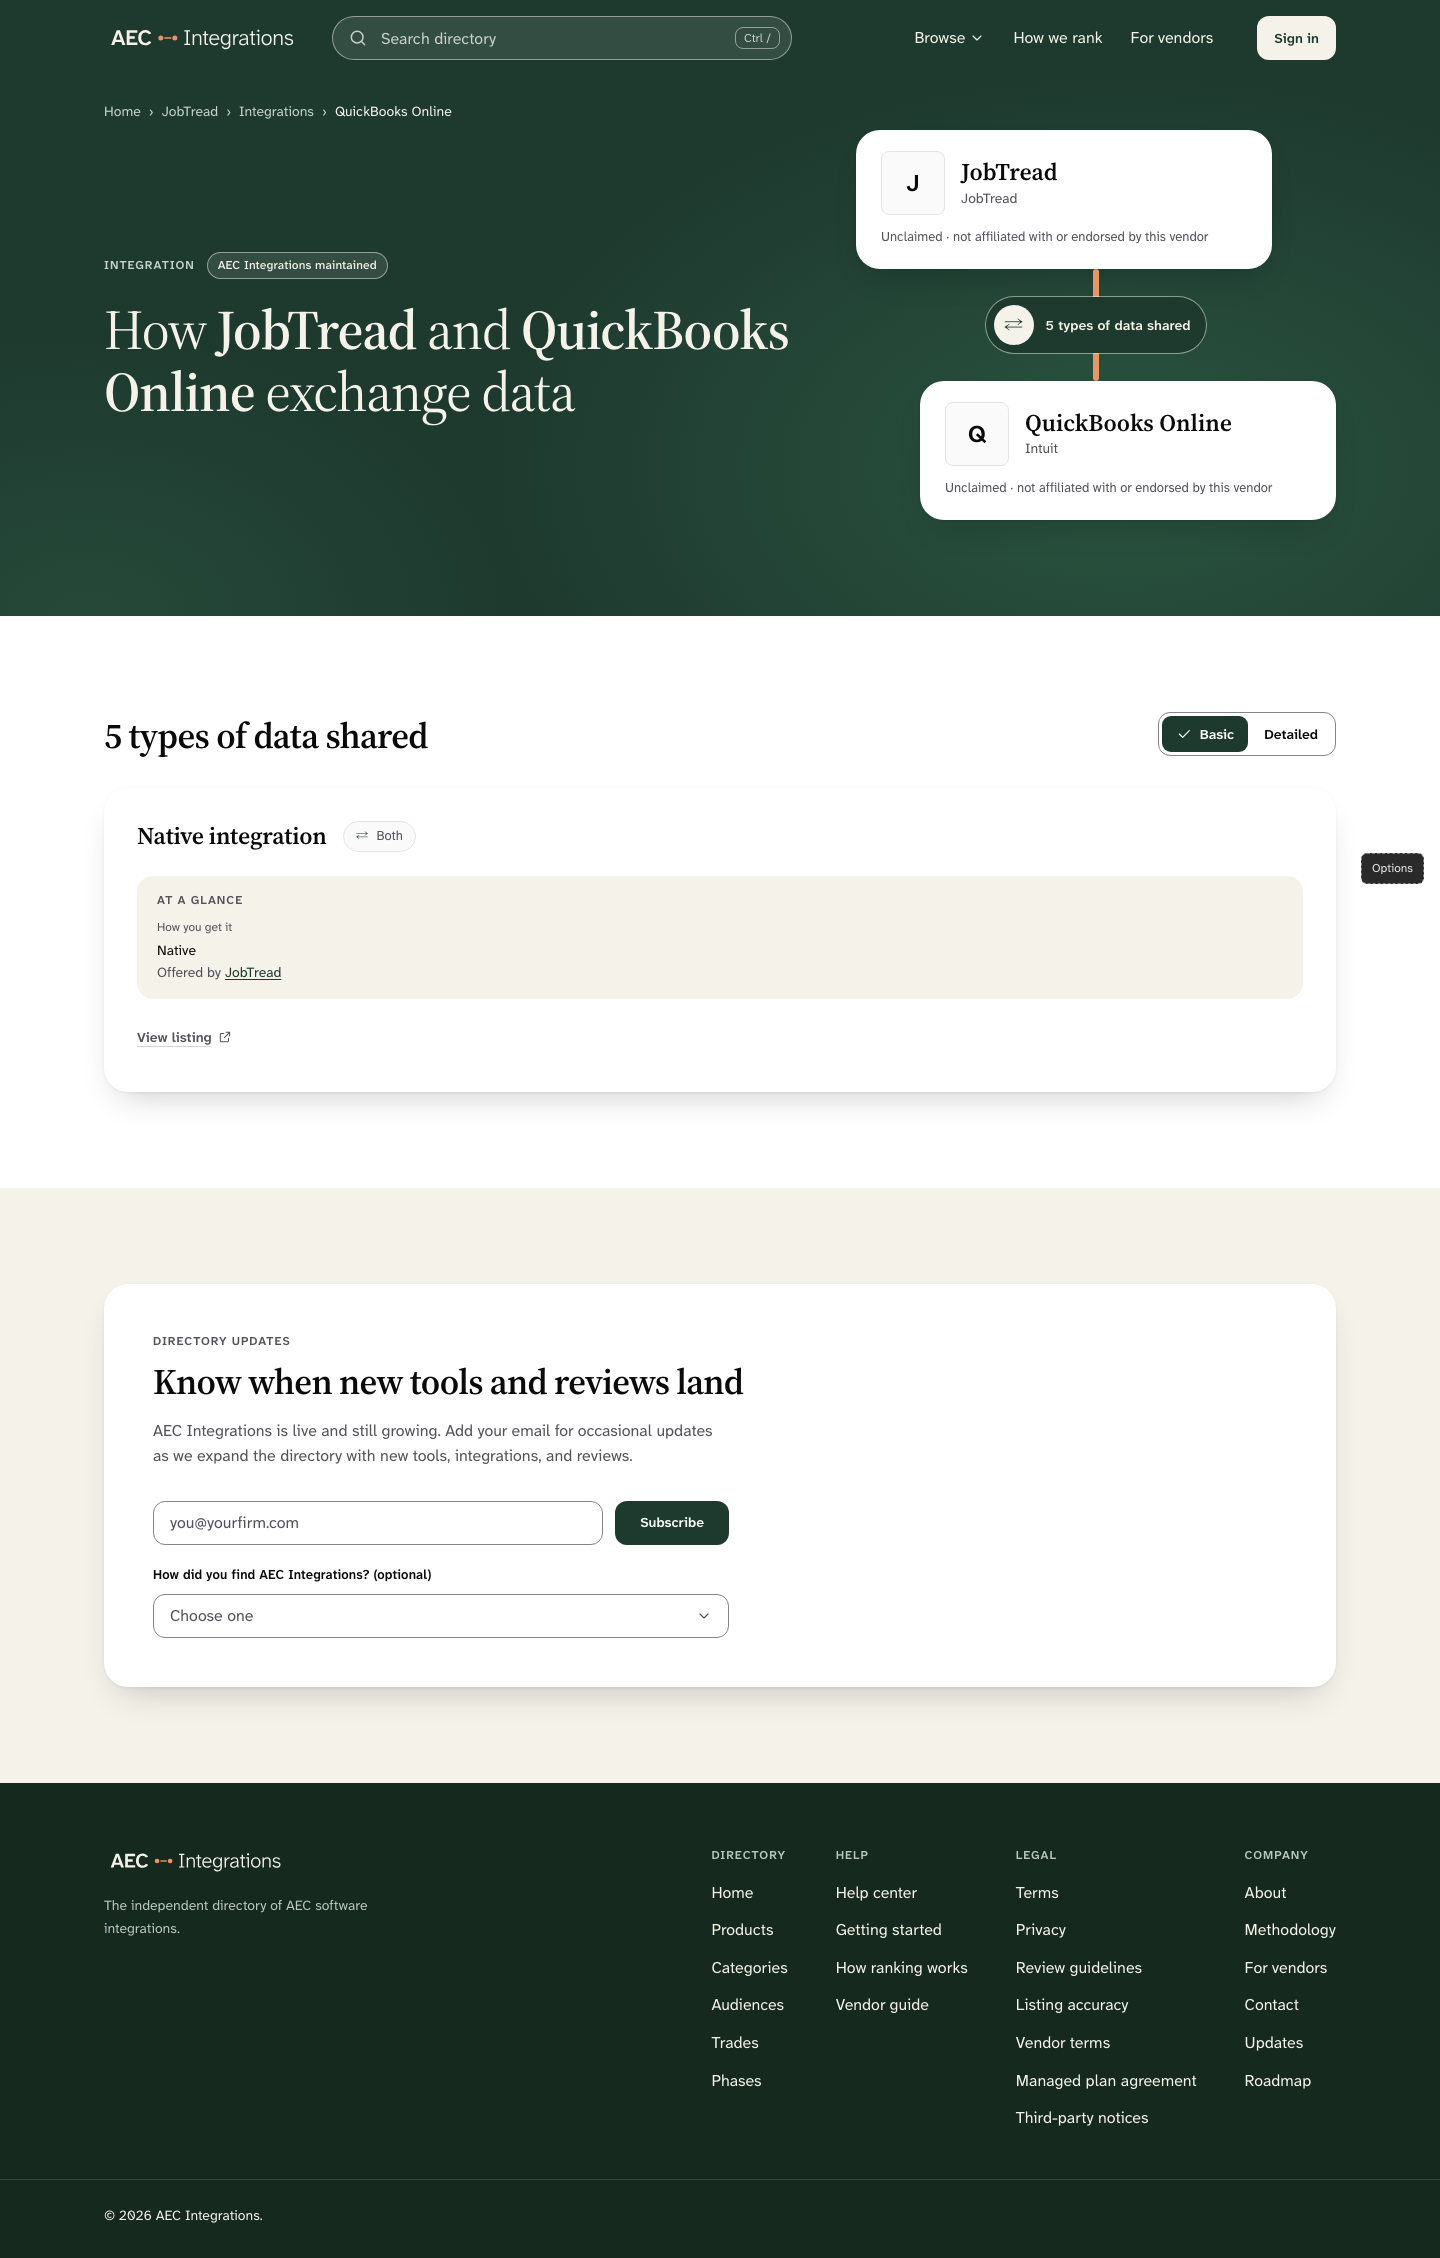 AEC Integrations
Search directory
Ctrl /
Browse
How we rank
For vendors
Sign in
Home › JobTread › Integrations › QuickBooks Online
J
JobTread
JobTread
Unclaimed · not affiliated with or endorsed by this vendor
INTEGRATION
AEC Integrations maintained
How JobTread and QuickBooks
Online exchange data
5 types of data shared
Q
QuickBooks Online
Intuit
Unclaimed · not affiliated with or endorsed by this vendor
5 types of data shared
Basic
Detailed
Native integration
Both
Options
AT A GLANCE
How you get it
Native
Offered by JobTread
View listing
DIRECTORY UPDATES
Know when new tools and reviews land
AEC Integrations is live and still growing. Add your email for occasional updates
as we expand the directory with new tools, integrations, and reviews.
you@yourfirm.com
Subscribe
How did you find AEC Integrations? (optional)
Choose one
AEC Integrations
The independent directory of AEC software
integrations.
DIRECTORY
Home
Products
Categories
Audiences
Trades
Phases
HELP
Help center
Getting started
How ranking works
Vendor guide
LEGAL
Terms
Privacy
Review guidelines
Listing accuracy
Vendor terms
Managed plan agreement
Third-party notices
COMPANY
About
Methodology
For vendors
Contact
Updates
Roadmap
© 2026 AEC Integrations.